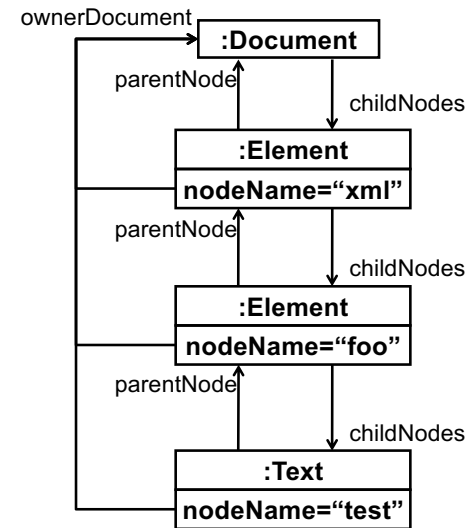 ownerDocument
:Document
parentNode
childNodes
:Element
nodeName=“xml”
parentNode
childNodes
:Element
nodeName=“foo”
parentNode
childNodes
:Text
nodeName=“test”